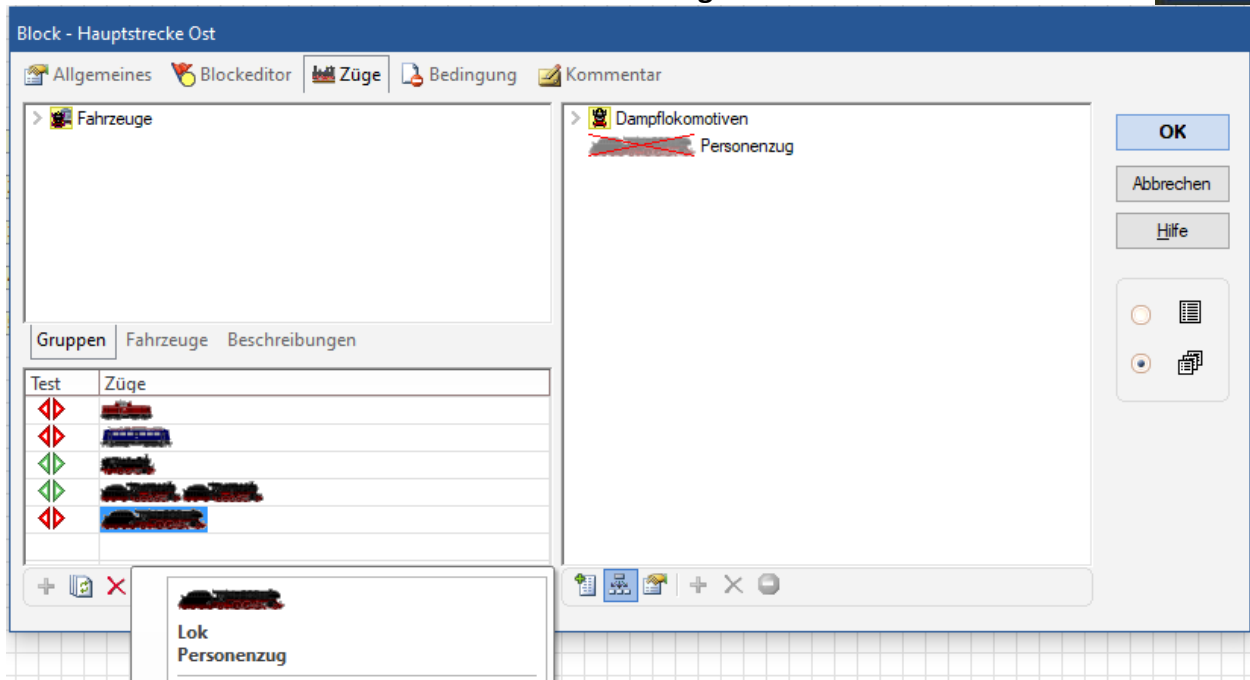 Block - Hauptstrecke Ost
Allgemeines Blockeditor Züge Bedingung Kommentar
Fahrzeuge
Dampflokomotiven
Personenzug
OK
Abbrechen
Hilfe
Gruppen Fahrzeuge Beschreibungen
Test Züge
Lok
Personenzug